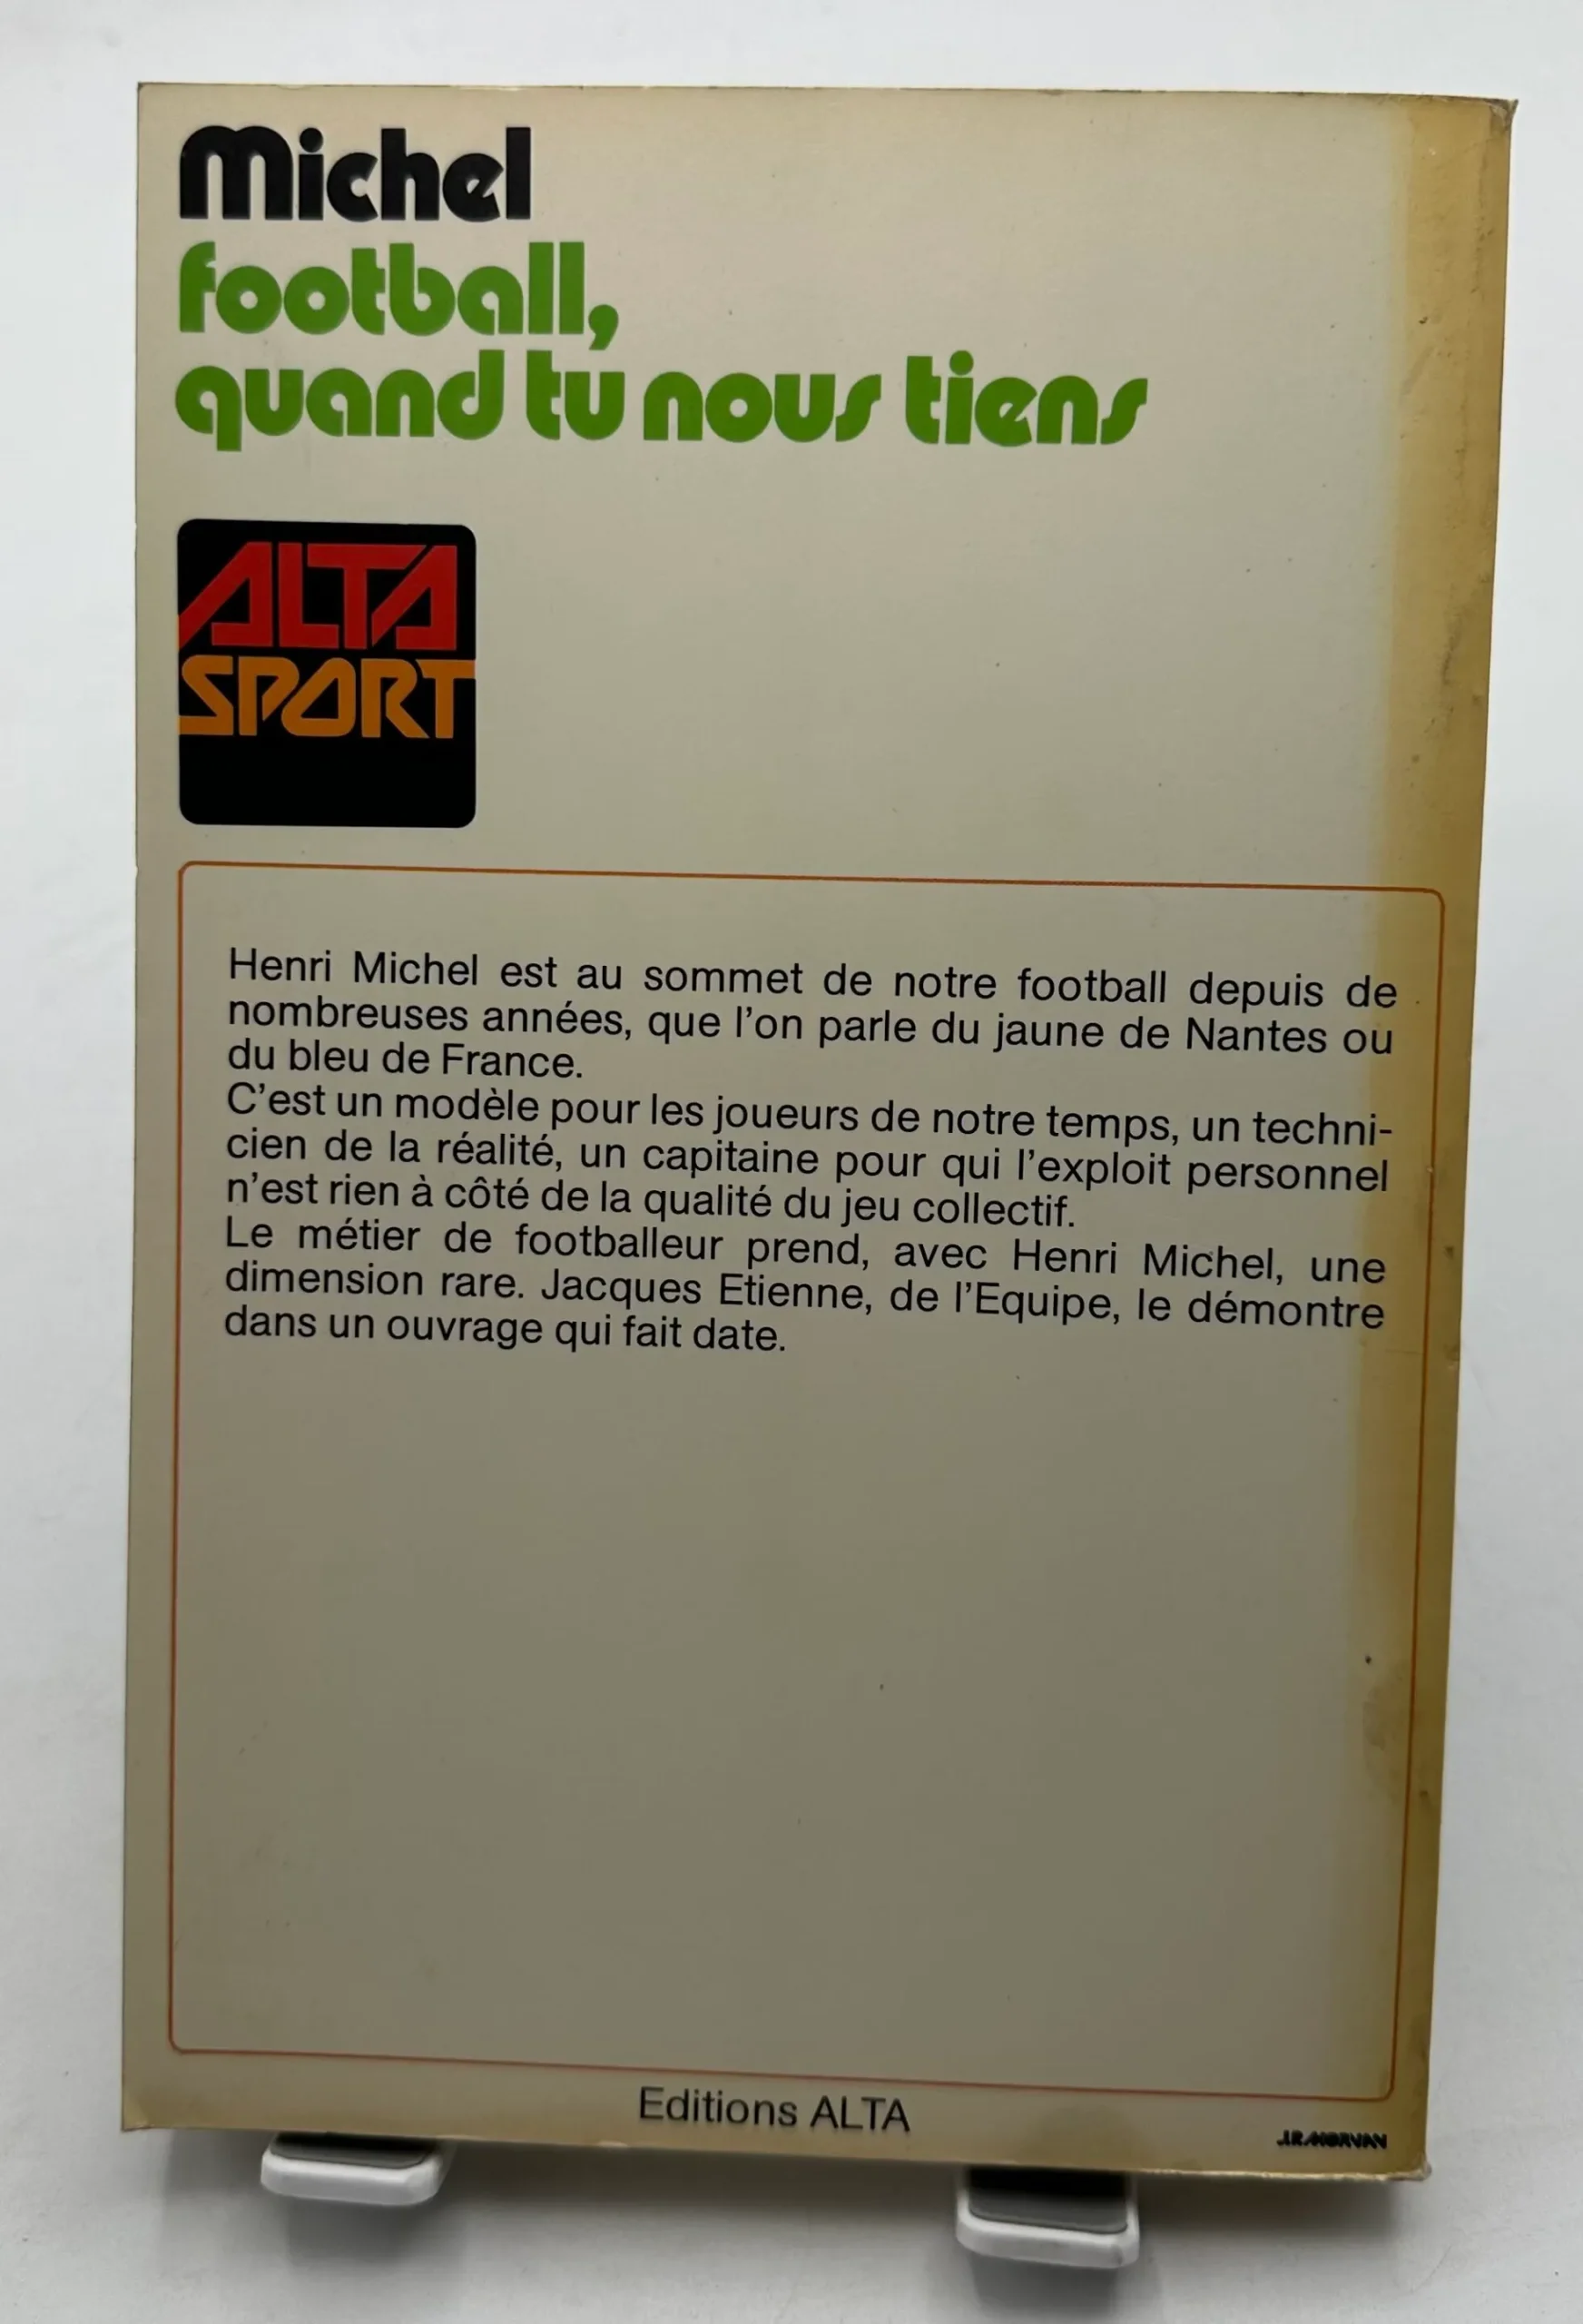 Michel
football,
quand tu nous tiens
ALTA
SPORT
Henri Michel est au sommet de notre football depuis de
nombreuses années, que l'on parle du jaune de Nantes ou
du bleu de France.
C'est un modèle pour les joueurs de notre temps, un techni-
cien de la réalité, un capitaine pour qui l'exploit personnel
n'est rien à côté de la qualité du jeu collectif.
Le métier de footballeur prend, avec Henri Michel, une
dimension rare. Jacques Etienne, de l'Equipe, le démontre
dans un ouvrage qui fait date.
Editions ALTA
J.R.MORVAN